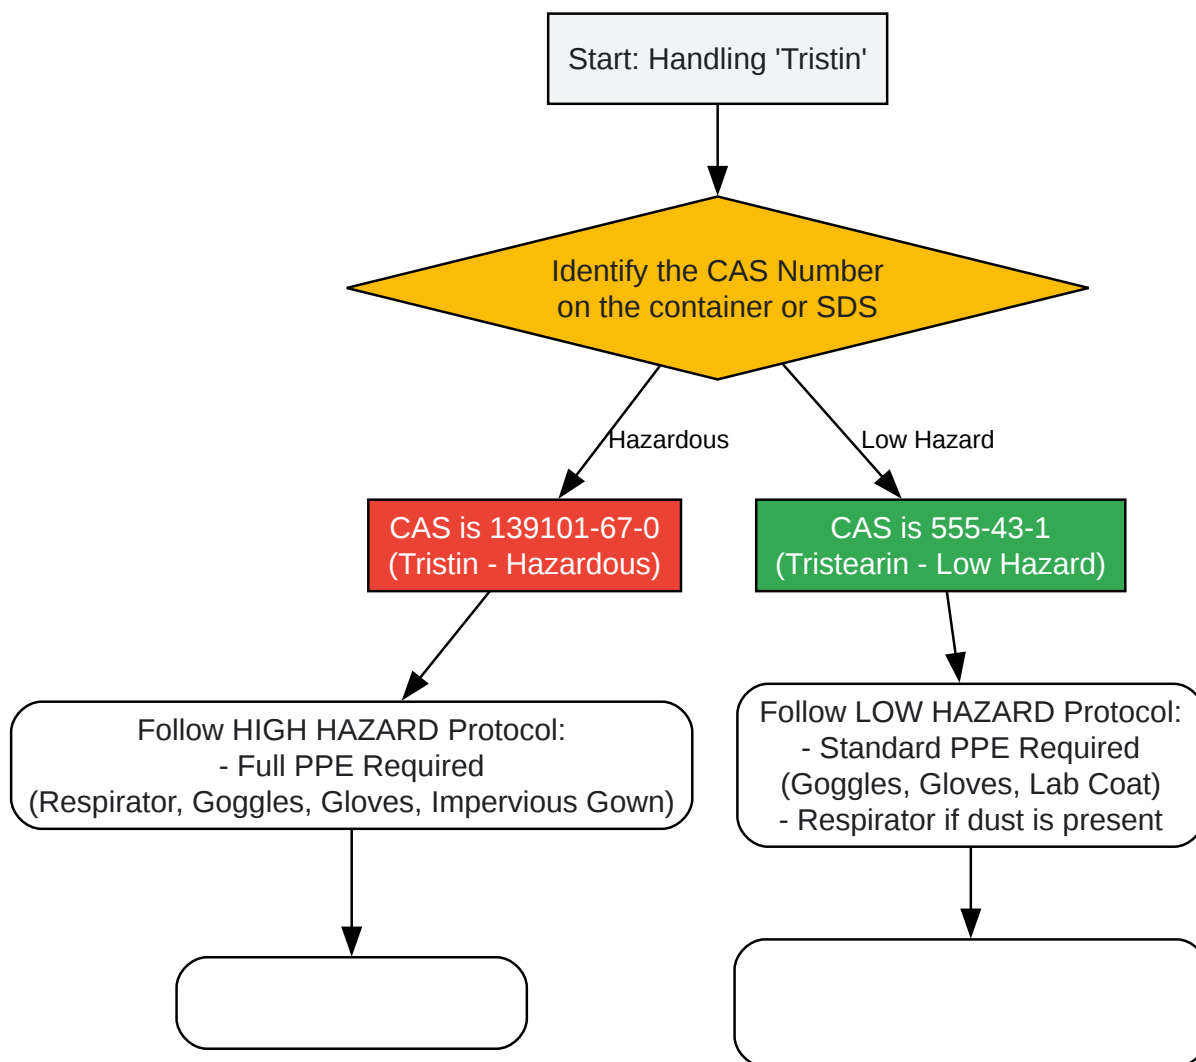 Start: Handling 'Tristin'
Identify the CAS Number
on the container or SDS
Hazardous
Low Hazard
CAS is 139101-67-0
(Tristin - Hazardous)
CAS is 555-43-1
(Tristearin - Low Hazard)
Follow HIGH HAZARD Protocol:
- Full PPE Required
(Respirator, Goggles, Gloves, Impervious Gown)
Follow LOW HAZARD Protocol:
- Standard PPE Required
(Goggles, Gloves, Lab Coat)
- Respirator if dust is present